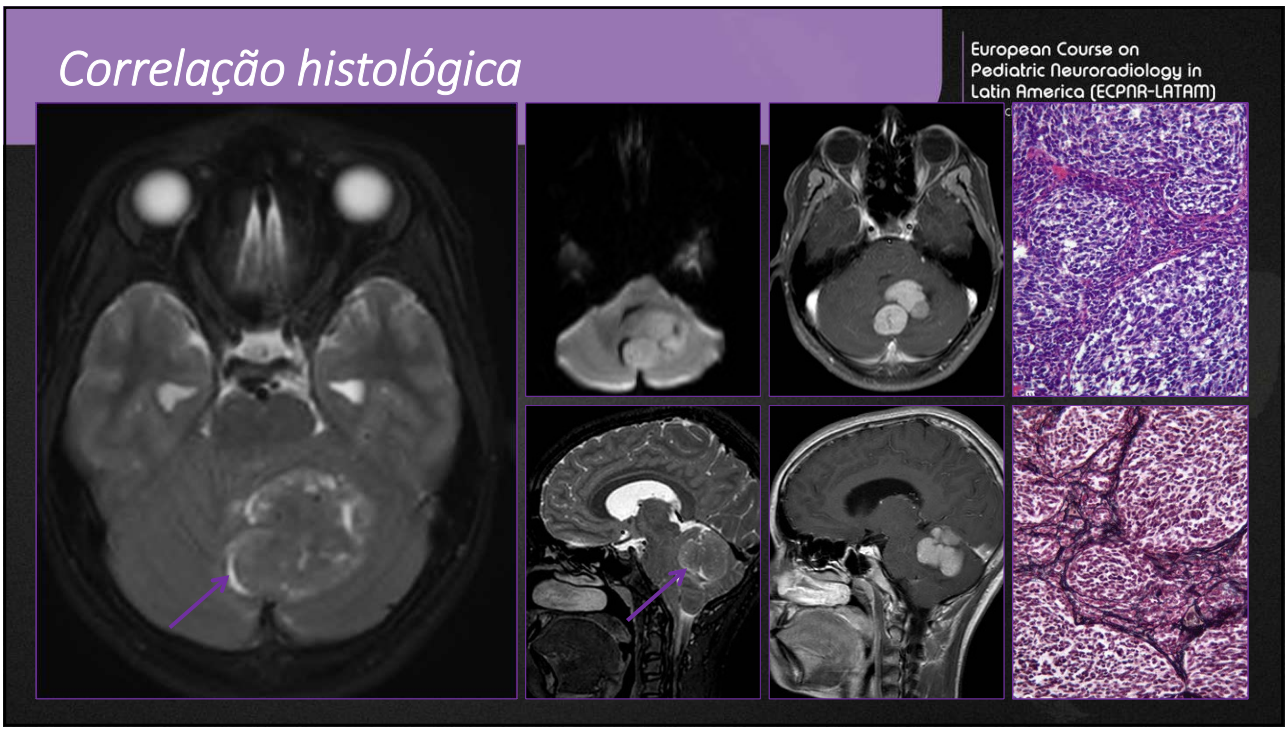 Correlação histológica
European Course on
Pediatric Neuroradiology in
Latin America (ECPNR-LATAM)